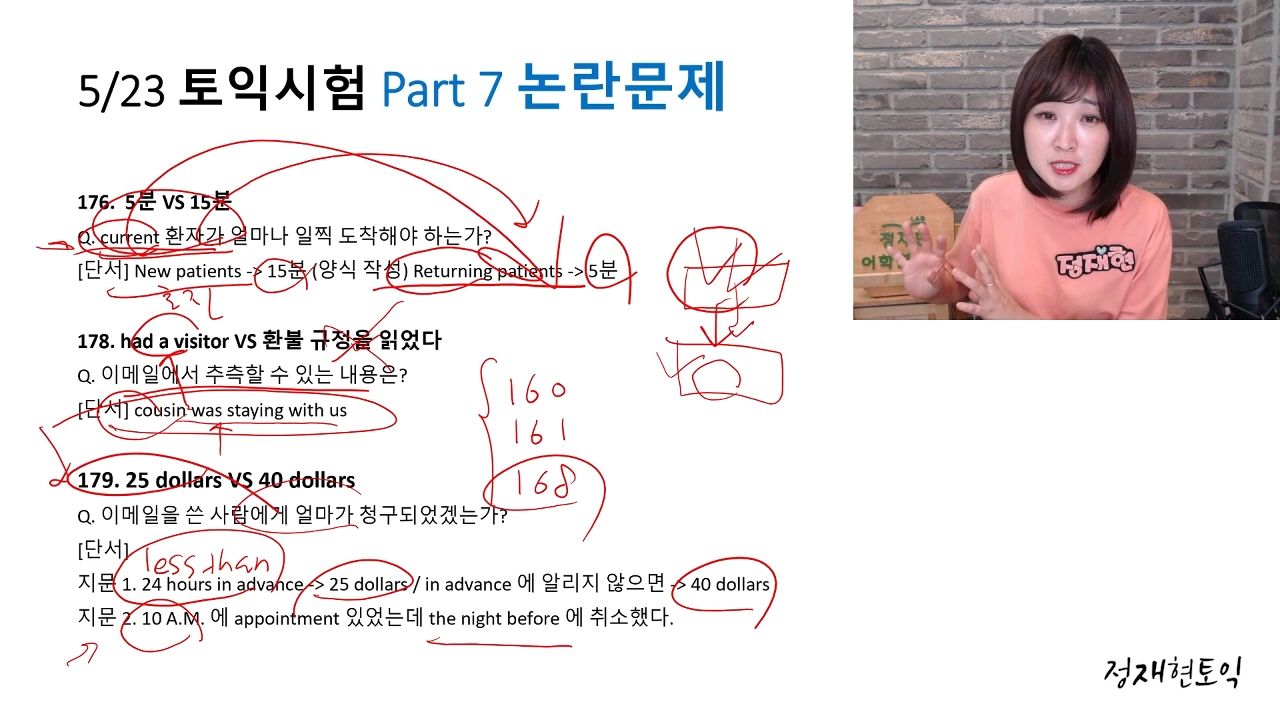 5/23 토익시험 Part 7 논란문제
176. 5분 VS 15분
Q. current 환자가 얼마나 일찍 도착해야 하는가?
[단서] New patients -> 15분 (양식 작성) Returning patients -> 5분
178. had a visitor VS 환불 규정을 읽었다
Q. 이메일에서 추측할 수 있는 내용은?
[단서] cousin was staying with us
160
161
168
179. 25 dollars VS 40 dollars
Q. 이메일을 쓴 사람에게 얼마가 청구되었겠는가?
[단서]
less than
지문 1. 24 hours in advance -> 25 dollars / in advance 에 알리지 않으면 -> 40 dollars
지문 2. 10 A.M. 에 appointment 있었는데 the night before 에 취소했다.
정재현
어학
정재현토익